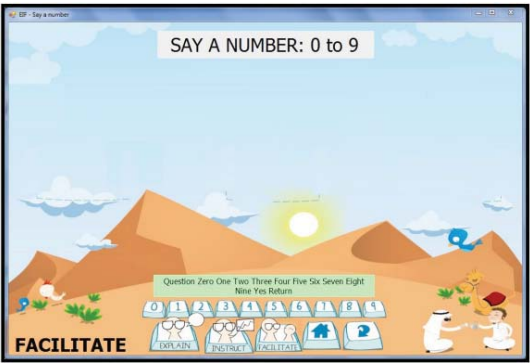 EIF - Say a number
SAY A NUMBER: 0 to 9
Question Zero One Two Three Four Five Six Seven Eight
Nine Yes Return
0 1 2 3 4 5 6 7 8 9
EXPLAIN INSTRUCT FACILITATE
FACILITATE